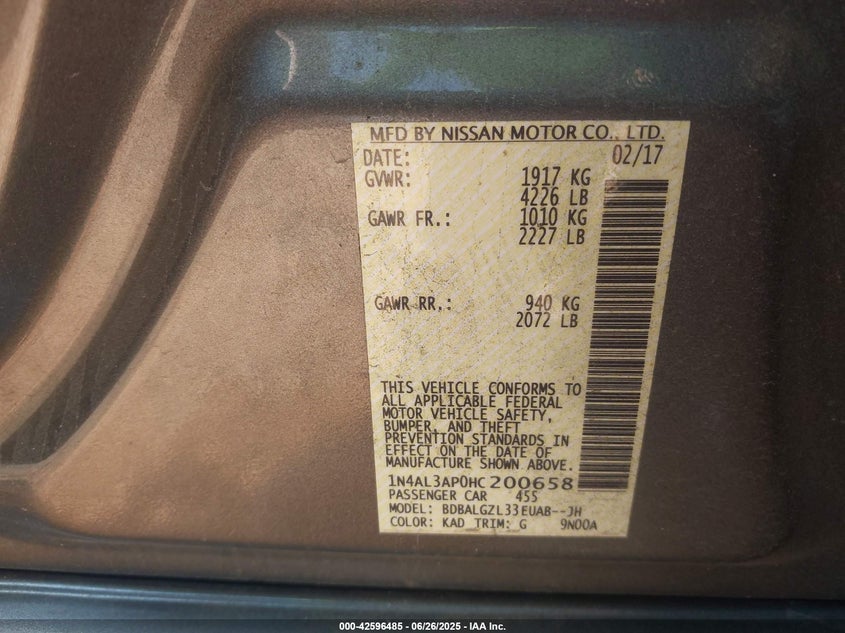 MFD BY NISSAN MOTOR CO., LTD.
DATE: 02/17
GVWR: 1917 KG
4226 LB
GAWR FR.: 1010 KG
2227 LB
GAWR RR.: 940 KG
2072 LB
THIS VEHICLE CONFORMS TO
ALL APPLICABLE FEDERAL
MOTOR VEHICLE SAFETY,
BUMPER, AND THEFT
PREVENTION STANDARDS IN
EFFECT ON THE DATE OF
MANUFACTURE SHOWN ABOVE.
1N4AL3AP0HC200658
PASSENGER CAR 455
MODEL: BDBALGZL33EUAB--JH
COLOR: KAD TRIM: G 9N00A
000-42596485 - 06/26/2025 - IAA Inc.